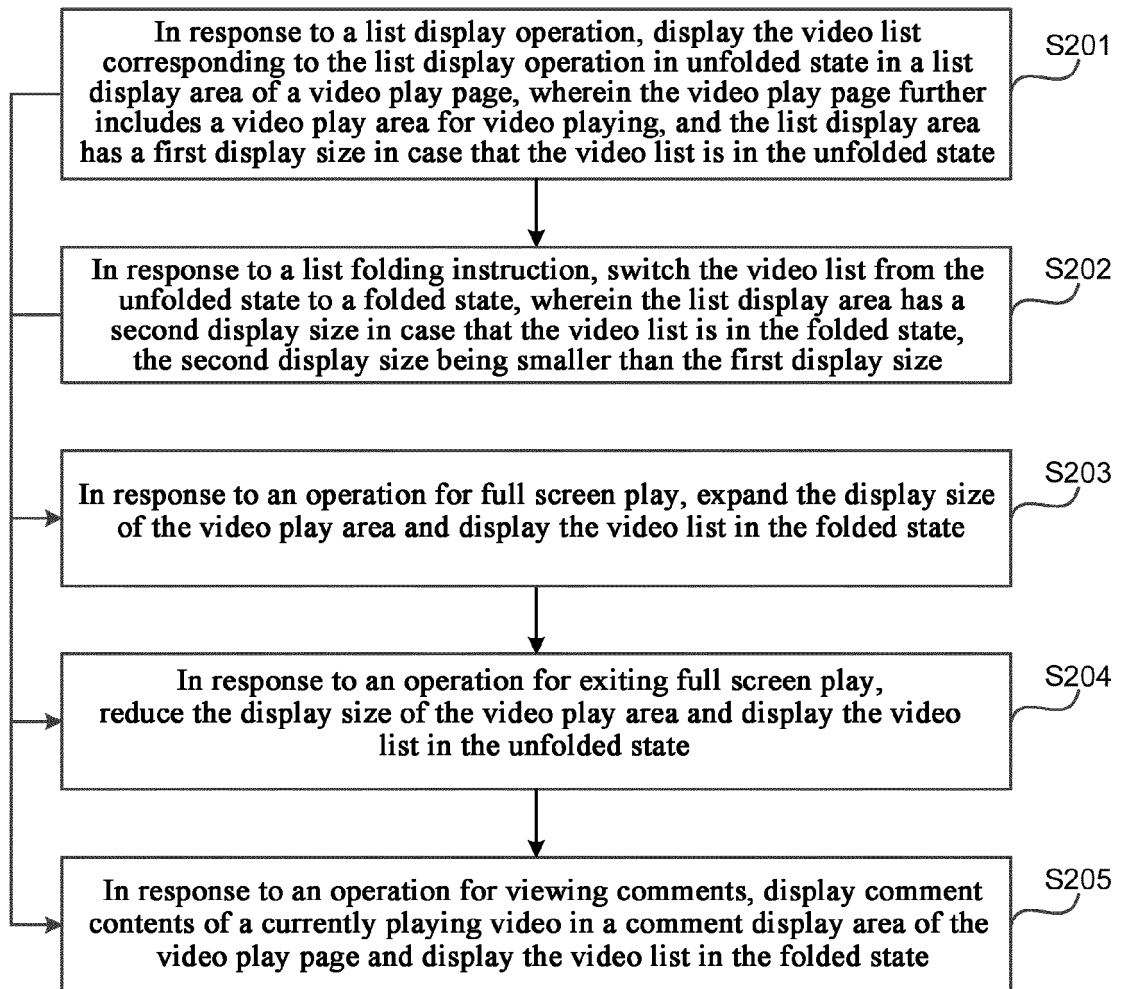 In response to a list display operation, display the video list
corresponding to the list display operation in unfolded state in a list
display area of a video play page, wherein the video play page further
includes a video play area for video playing, and the list display area
has a first display size in case that the video list is in the unfolded state
S201
In response to a list folding instruction, switch the video list from the
unfolded state to a folded state, wherein the list display area has a
second display size in case that the video list is in the folded state,
the second display size being smaller than the first display size
S202
In response to an operation for full screen play, expand the display size
of the video play area and display the video list in the folded state
S203
In response to an operation for exiting full screen play,
reduce the display size of the video play area and display the video
list in the unfolded state
S204
In response to an operation for viewing comments, display comment
contents of a currently playing video in a comment display area of the
video play page and display the video list in the folded state
S205